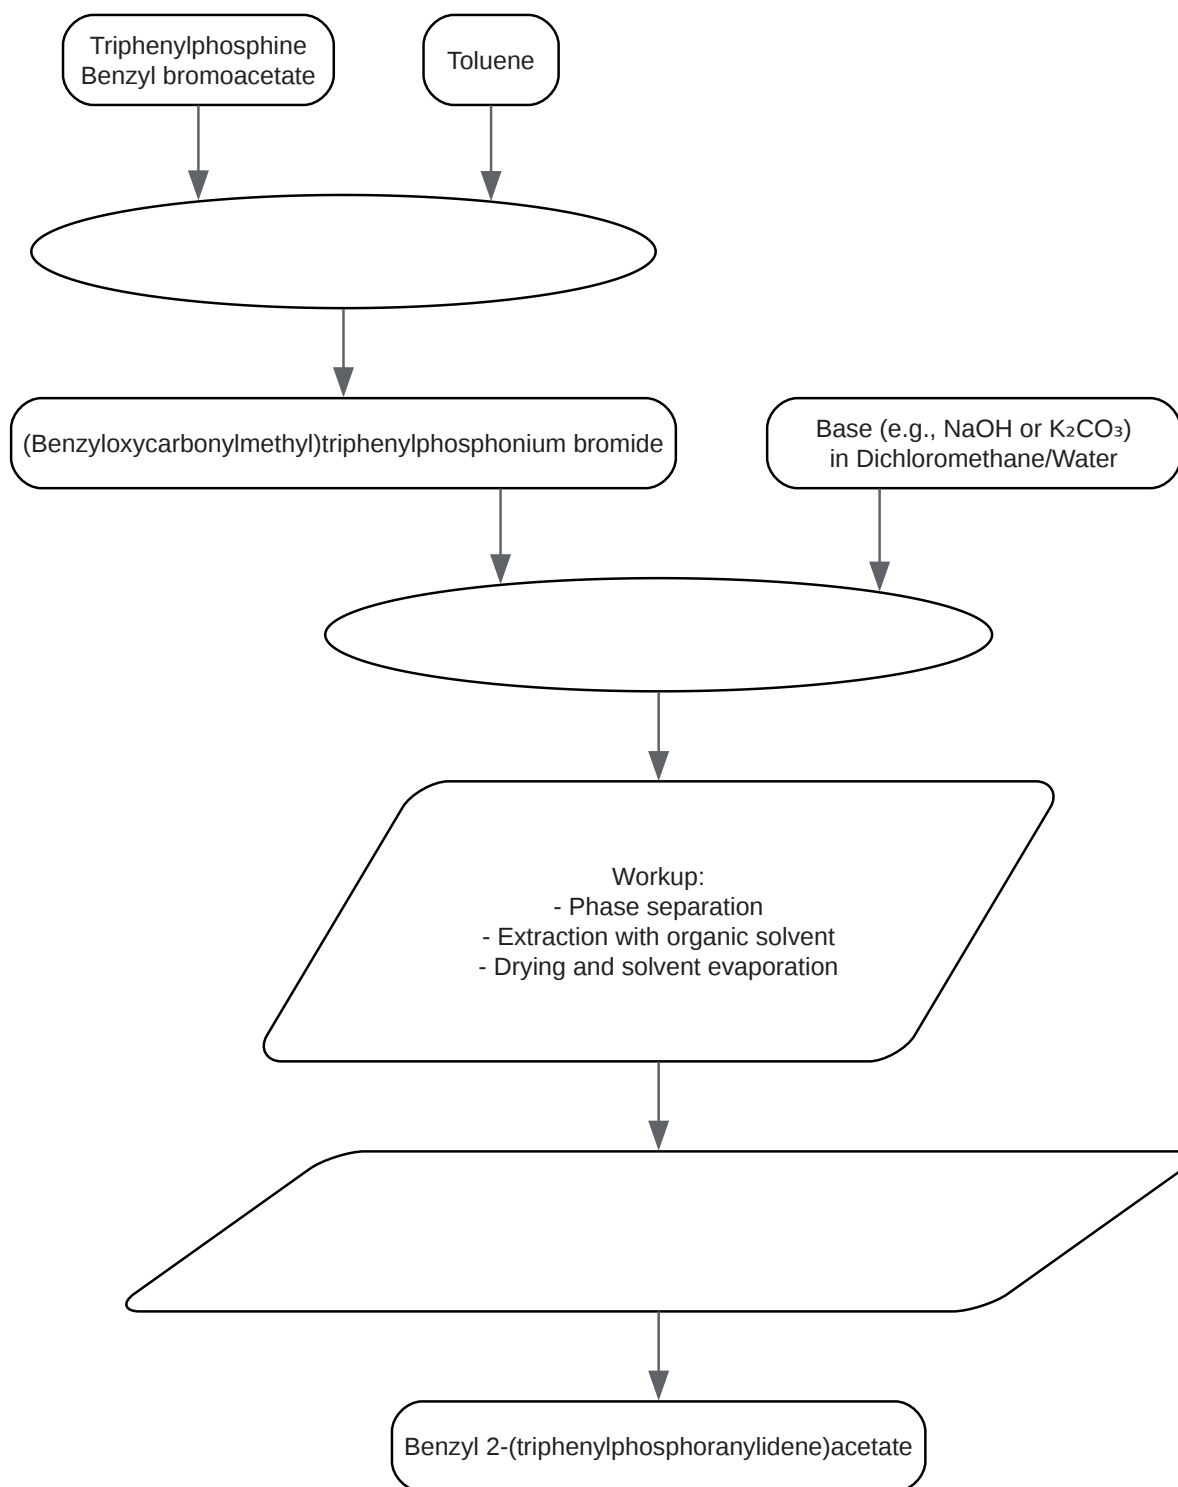 Triphenylphosphine
Benzyl bromoacetate
Toluene
(Benzyloxycarbonylmethyl)triphenylphosphonium bromide
Base (e.g., NaOH or K₂CO₃)
in Dichloromethane/Water
Workup:
- Phase separation
- Extraction with organic solvent
- Drying and solvent evaporation
Benzyl 2-(triphenylphosphoranylidene)acetate